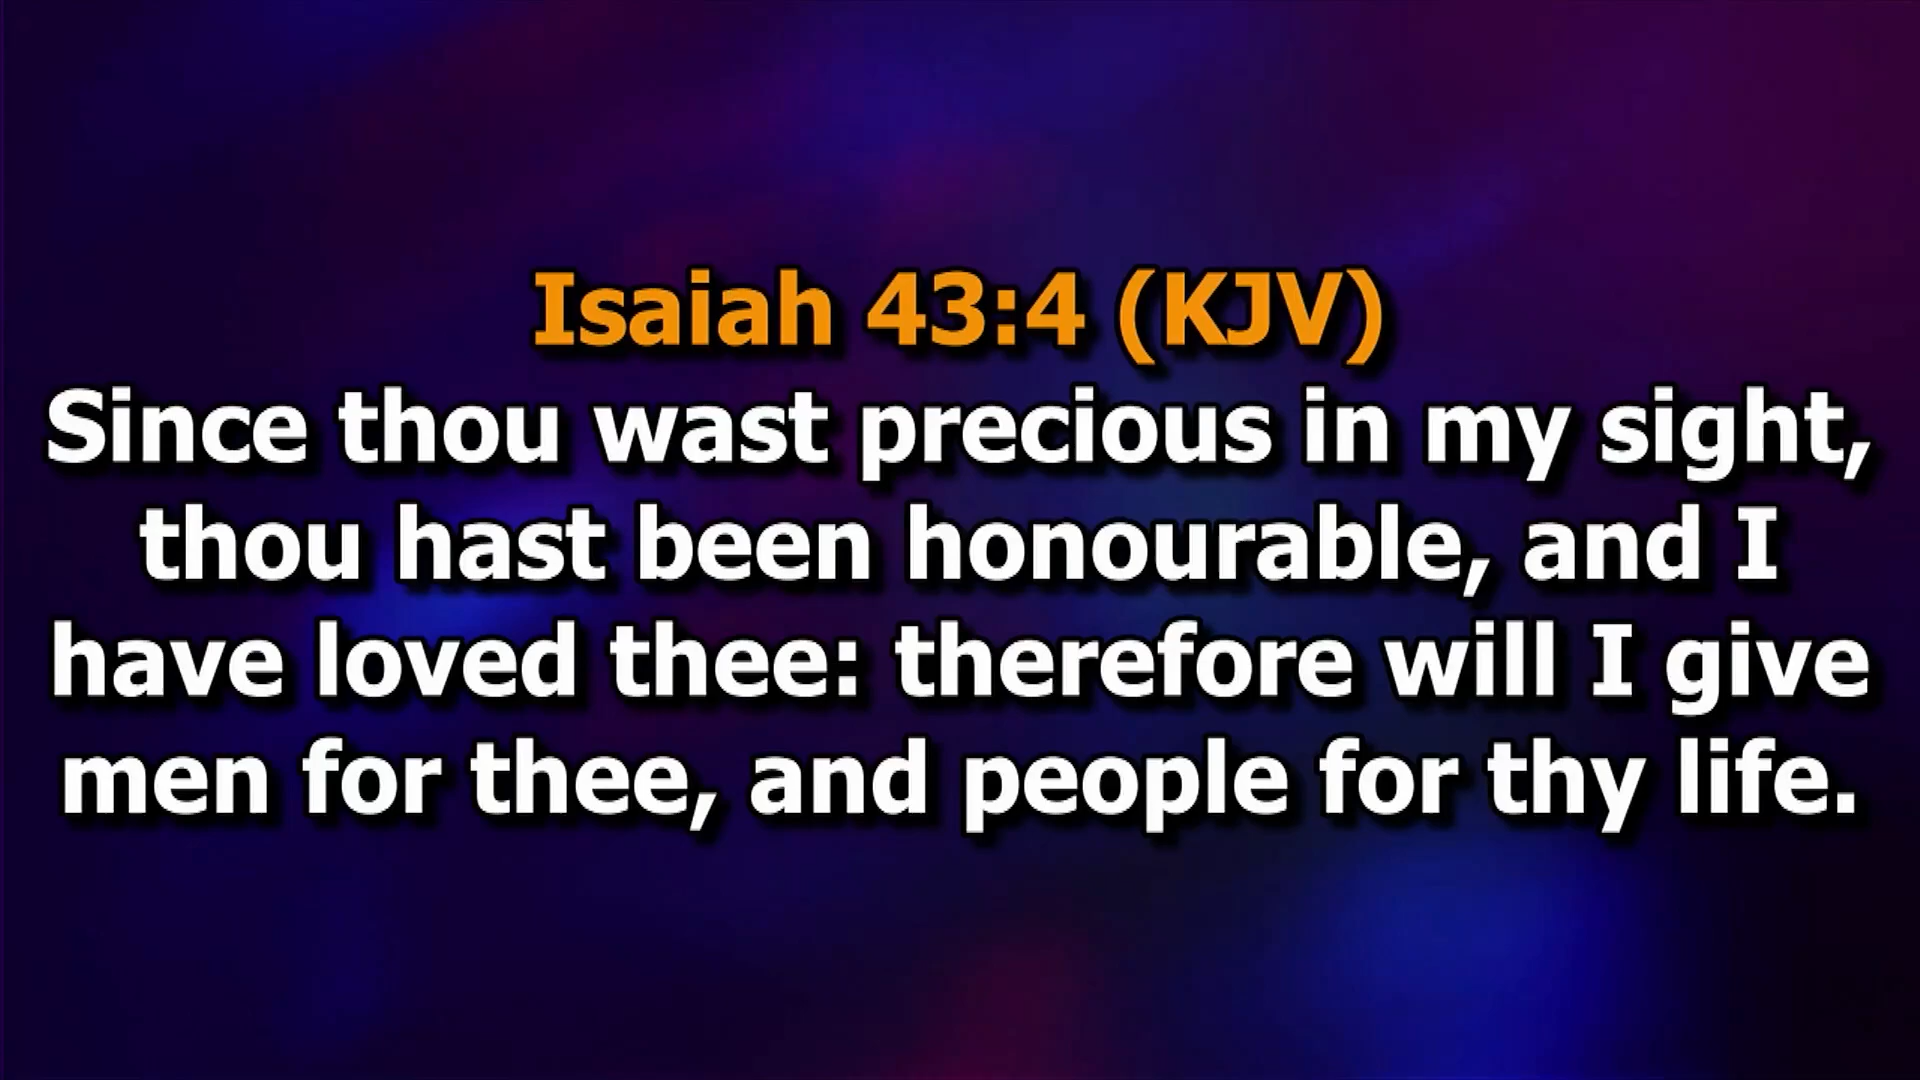 Isaiah 43:4 (KJV)
Since thou wast precious in my sight,
thou hast been honourable, and I
have loved thee: therefore will I give
men for thee, and people for thy life.